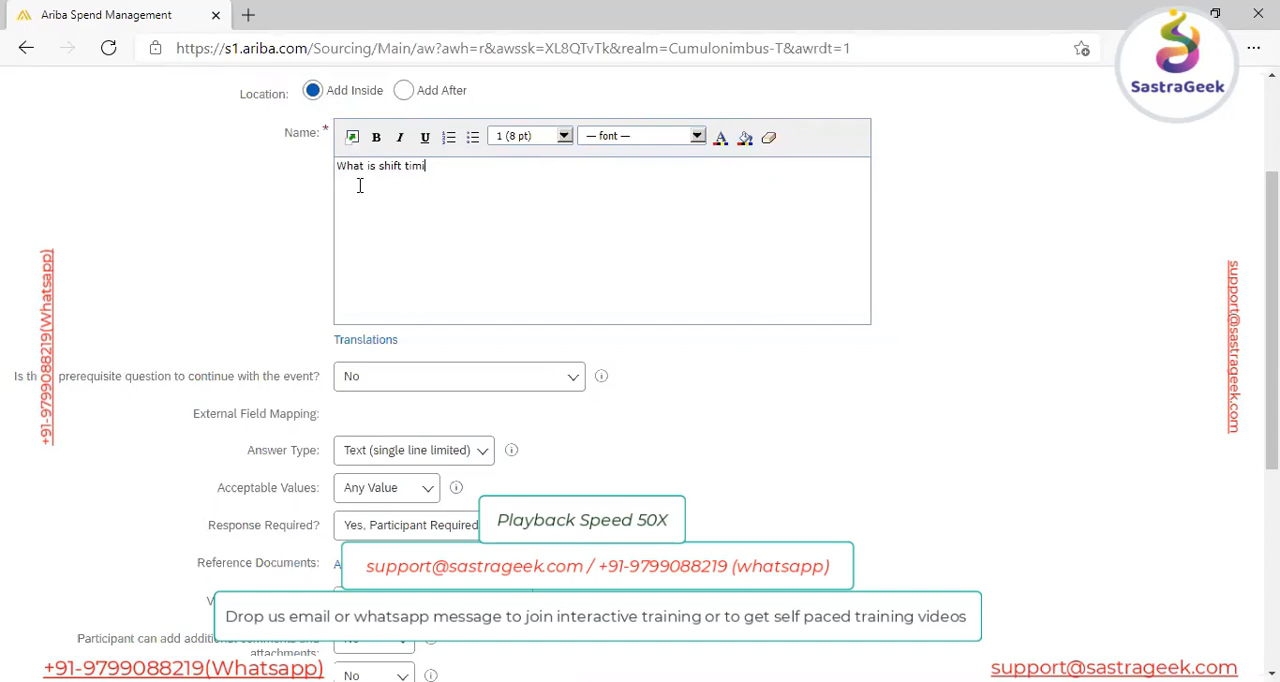 Ariba Spend Management
https://s1.ariba.com/Sourcing/Main/aw?awh=r&awssk=XL8QTvTk&realm=Cumulonimbus-T&awrdt=1
SastraGeek
Location: Add Inside Add After
Name: *
1 (8 pt) — font —
What is shift timi
Translations
Is th prerequisite question to continue with the event? No
External Field Mapping:
Answer Type: Text (single line limited)
Acceptable Values: Any Value
Response Required? Yes, Participant Required
Playback Speed 50X
Reference Documents:
support@sastrageek.com / +91-9799088219 (whatsapp)
Drop us email or whatsapp message to join interactive training or to get self paced training videos
Participant can add additional comments and
attachments? No
+91-9799088219(Whatsapp)
No
support@sastrageek.com
+91-9799088219(Whatsapp)
support@sastrageek.com